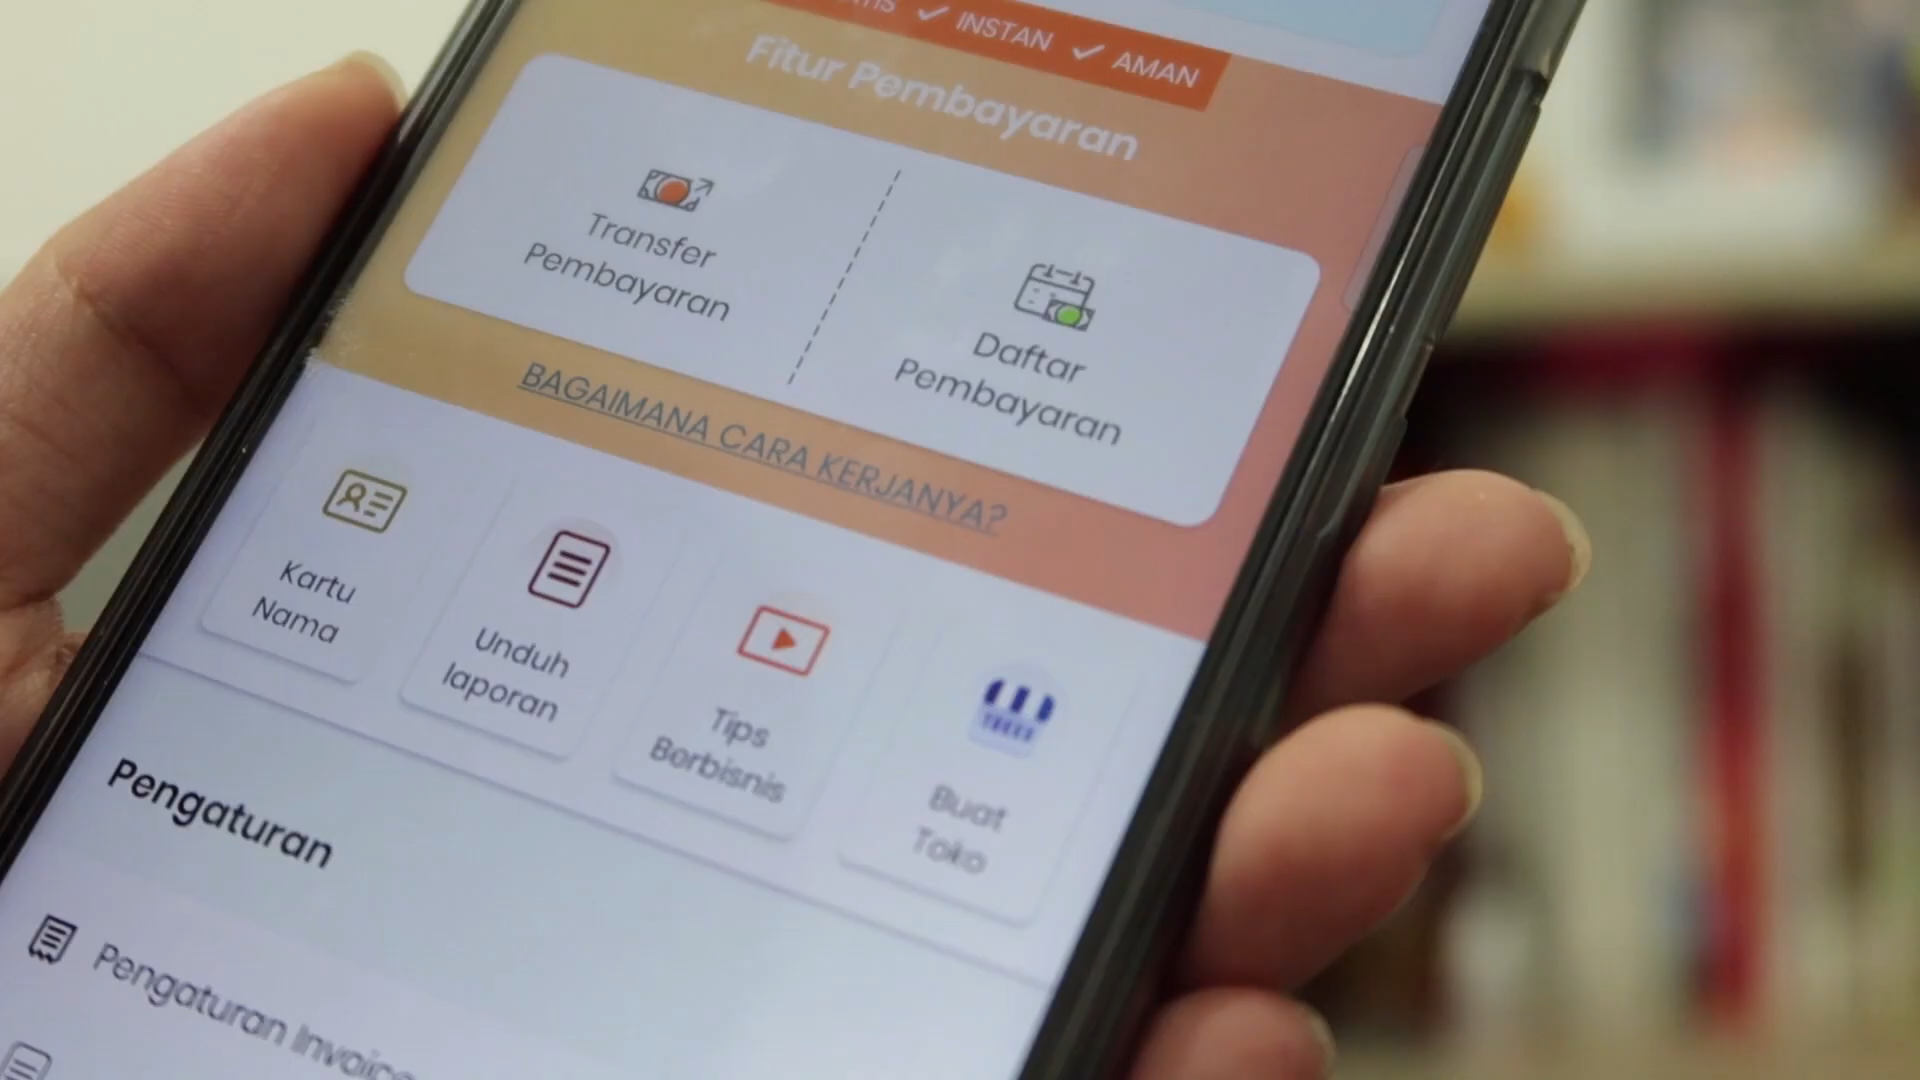 INSTAN AMAN
Fitur Pembayaran
Transfer
Pembayaran
Daftar
Pembayaran
BAGAIMANA CARA KERJANYA?
Kartu
Nama
Unduh
laporan
Tips
Berbisnis
Buat
Toko
Pengaturan
Pengaturan Invoice